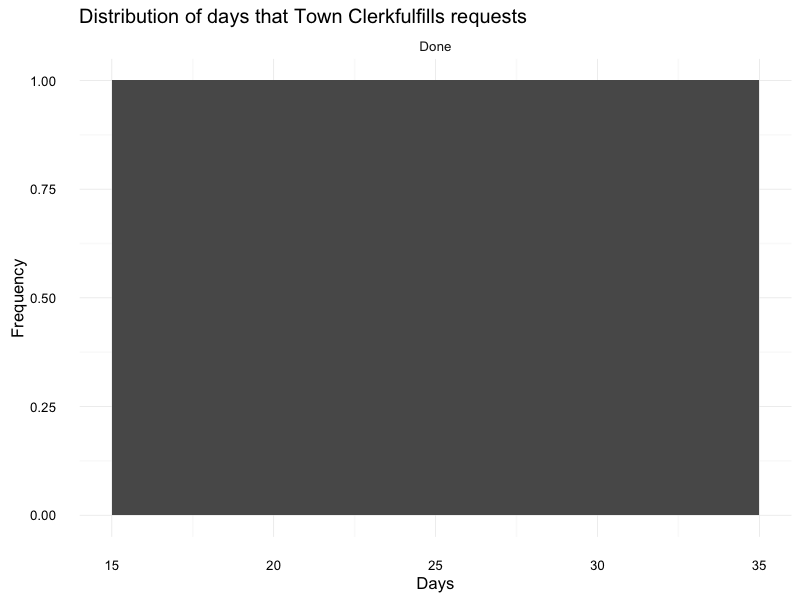 Distribution of days that Town Clerkfulfills requests
Done
1.00
0.75
0.50
0.25
0.00
Frequency
15 20 25 30 35
Days